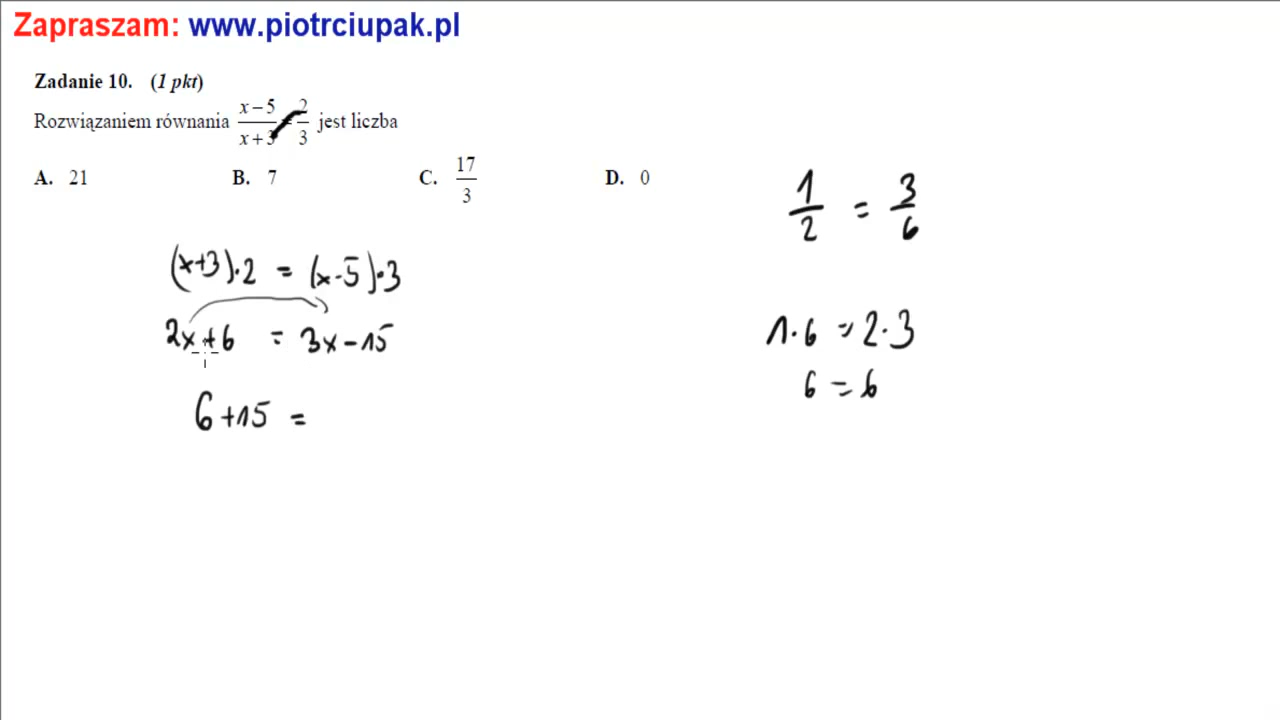 Zapraszam: www.piotrciupak.pl
Zadanie 10. (1 pkt)
Rozwiązaniem równania (x – 5)/(x + 3) = 2/3 jest liczba
A. 21 B. 7 C. 17/3 D. 0
1/2 = 3/6
(x+3)·2 = (x-5)·3
2x+6 = 3x-15
6+15 =
1·6 = 2·3
6 = 6